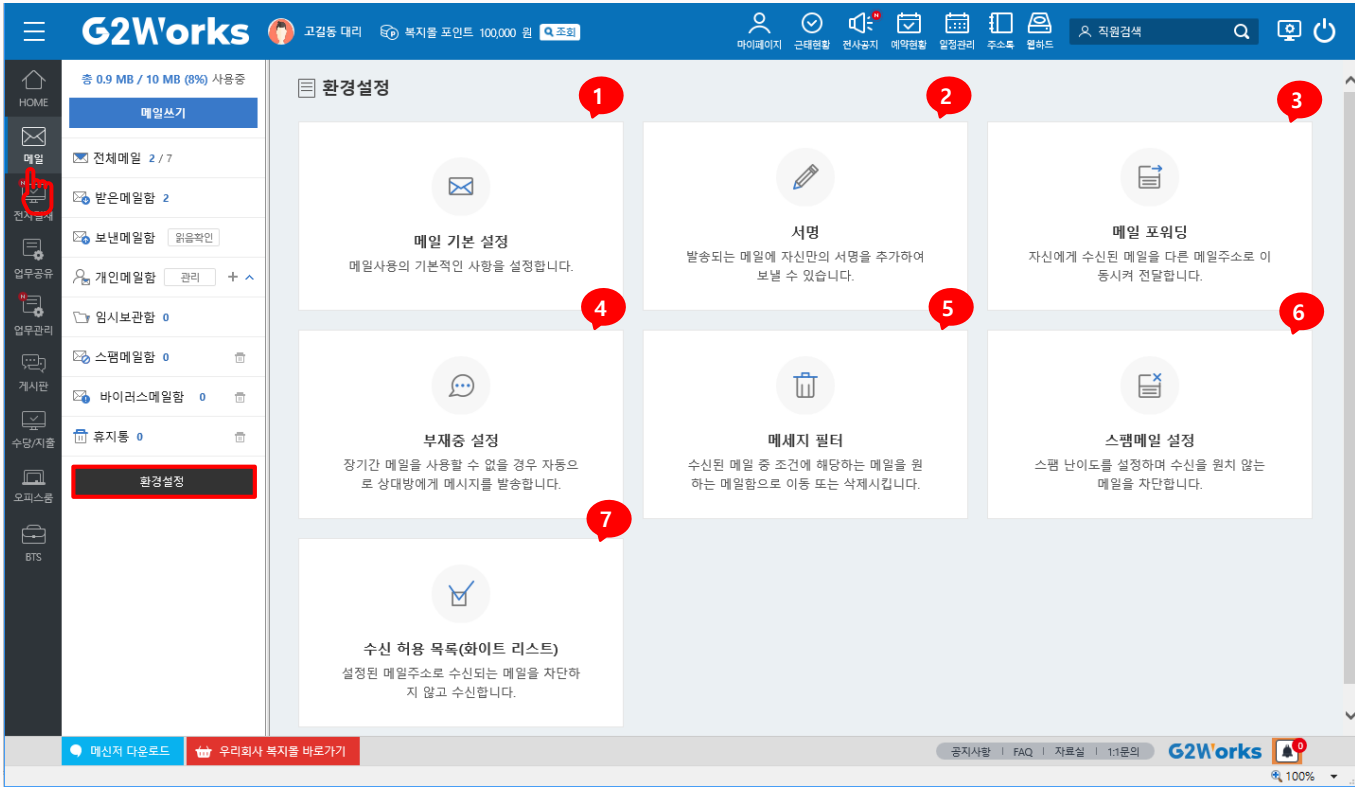 G2Works
고길동 대리
복지몰 포인트 100,000 원
조회
마이페이지
근태현황
전사공지
예약현황
일정관리
주소록
웹하드
직원검색
HOME
메일
전자결재
업무공유
업무관리
게시판
수당/지출
오피스룸
BTS
총 0.9 MB / 10 MB (8%) 사용중
메일쓰기
전체메일 2 / 7
받은메일함 2
보낸메일함 읽음확인
개인메일함 관리
임시보관함 0
스팸메일함 0
바이러스메일함 0
휴지통 0
환경설정
환경설정
1
메일 기본 설정
메일사용의 기본적인 사항을 설정합니다.
2
서명
발송되는 메일에 자신만의 서명을 추가하여
보낼 수 있습니다.
3
메일 포워딩
자신에게 수신된 메일을 다른 메일주소로 이
동시켜 전달합니다.
4
부재중 설정
장기간 메일을 사용할 수 없을 경우 자동으
로 상대방에게 메시지를 발송합니다.
5
메세지 필터
수신된 메일 중 조건에 해당하는 메일을 원
하는 메일함으로 이동 또는 삭제시킵니다.
6
스팸메일 설정
스팸 난이도를 설정하며 수신을 원치 않는
메일을 차단합니다.
7
수신 허용 목록(화이트 리스트)
설정된 메일주소로 수신되는 메일을 차단하
지 않고 수신합니다.
메신저 다운로드
우리회사 복지몰 바로가기
공지사항 | FAQ | 자료실 | 1:1문의
G2Works
0
100%